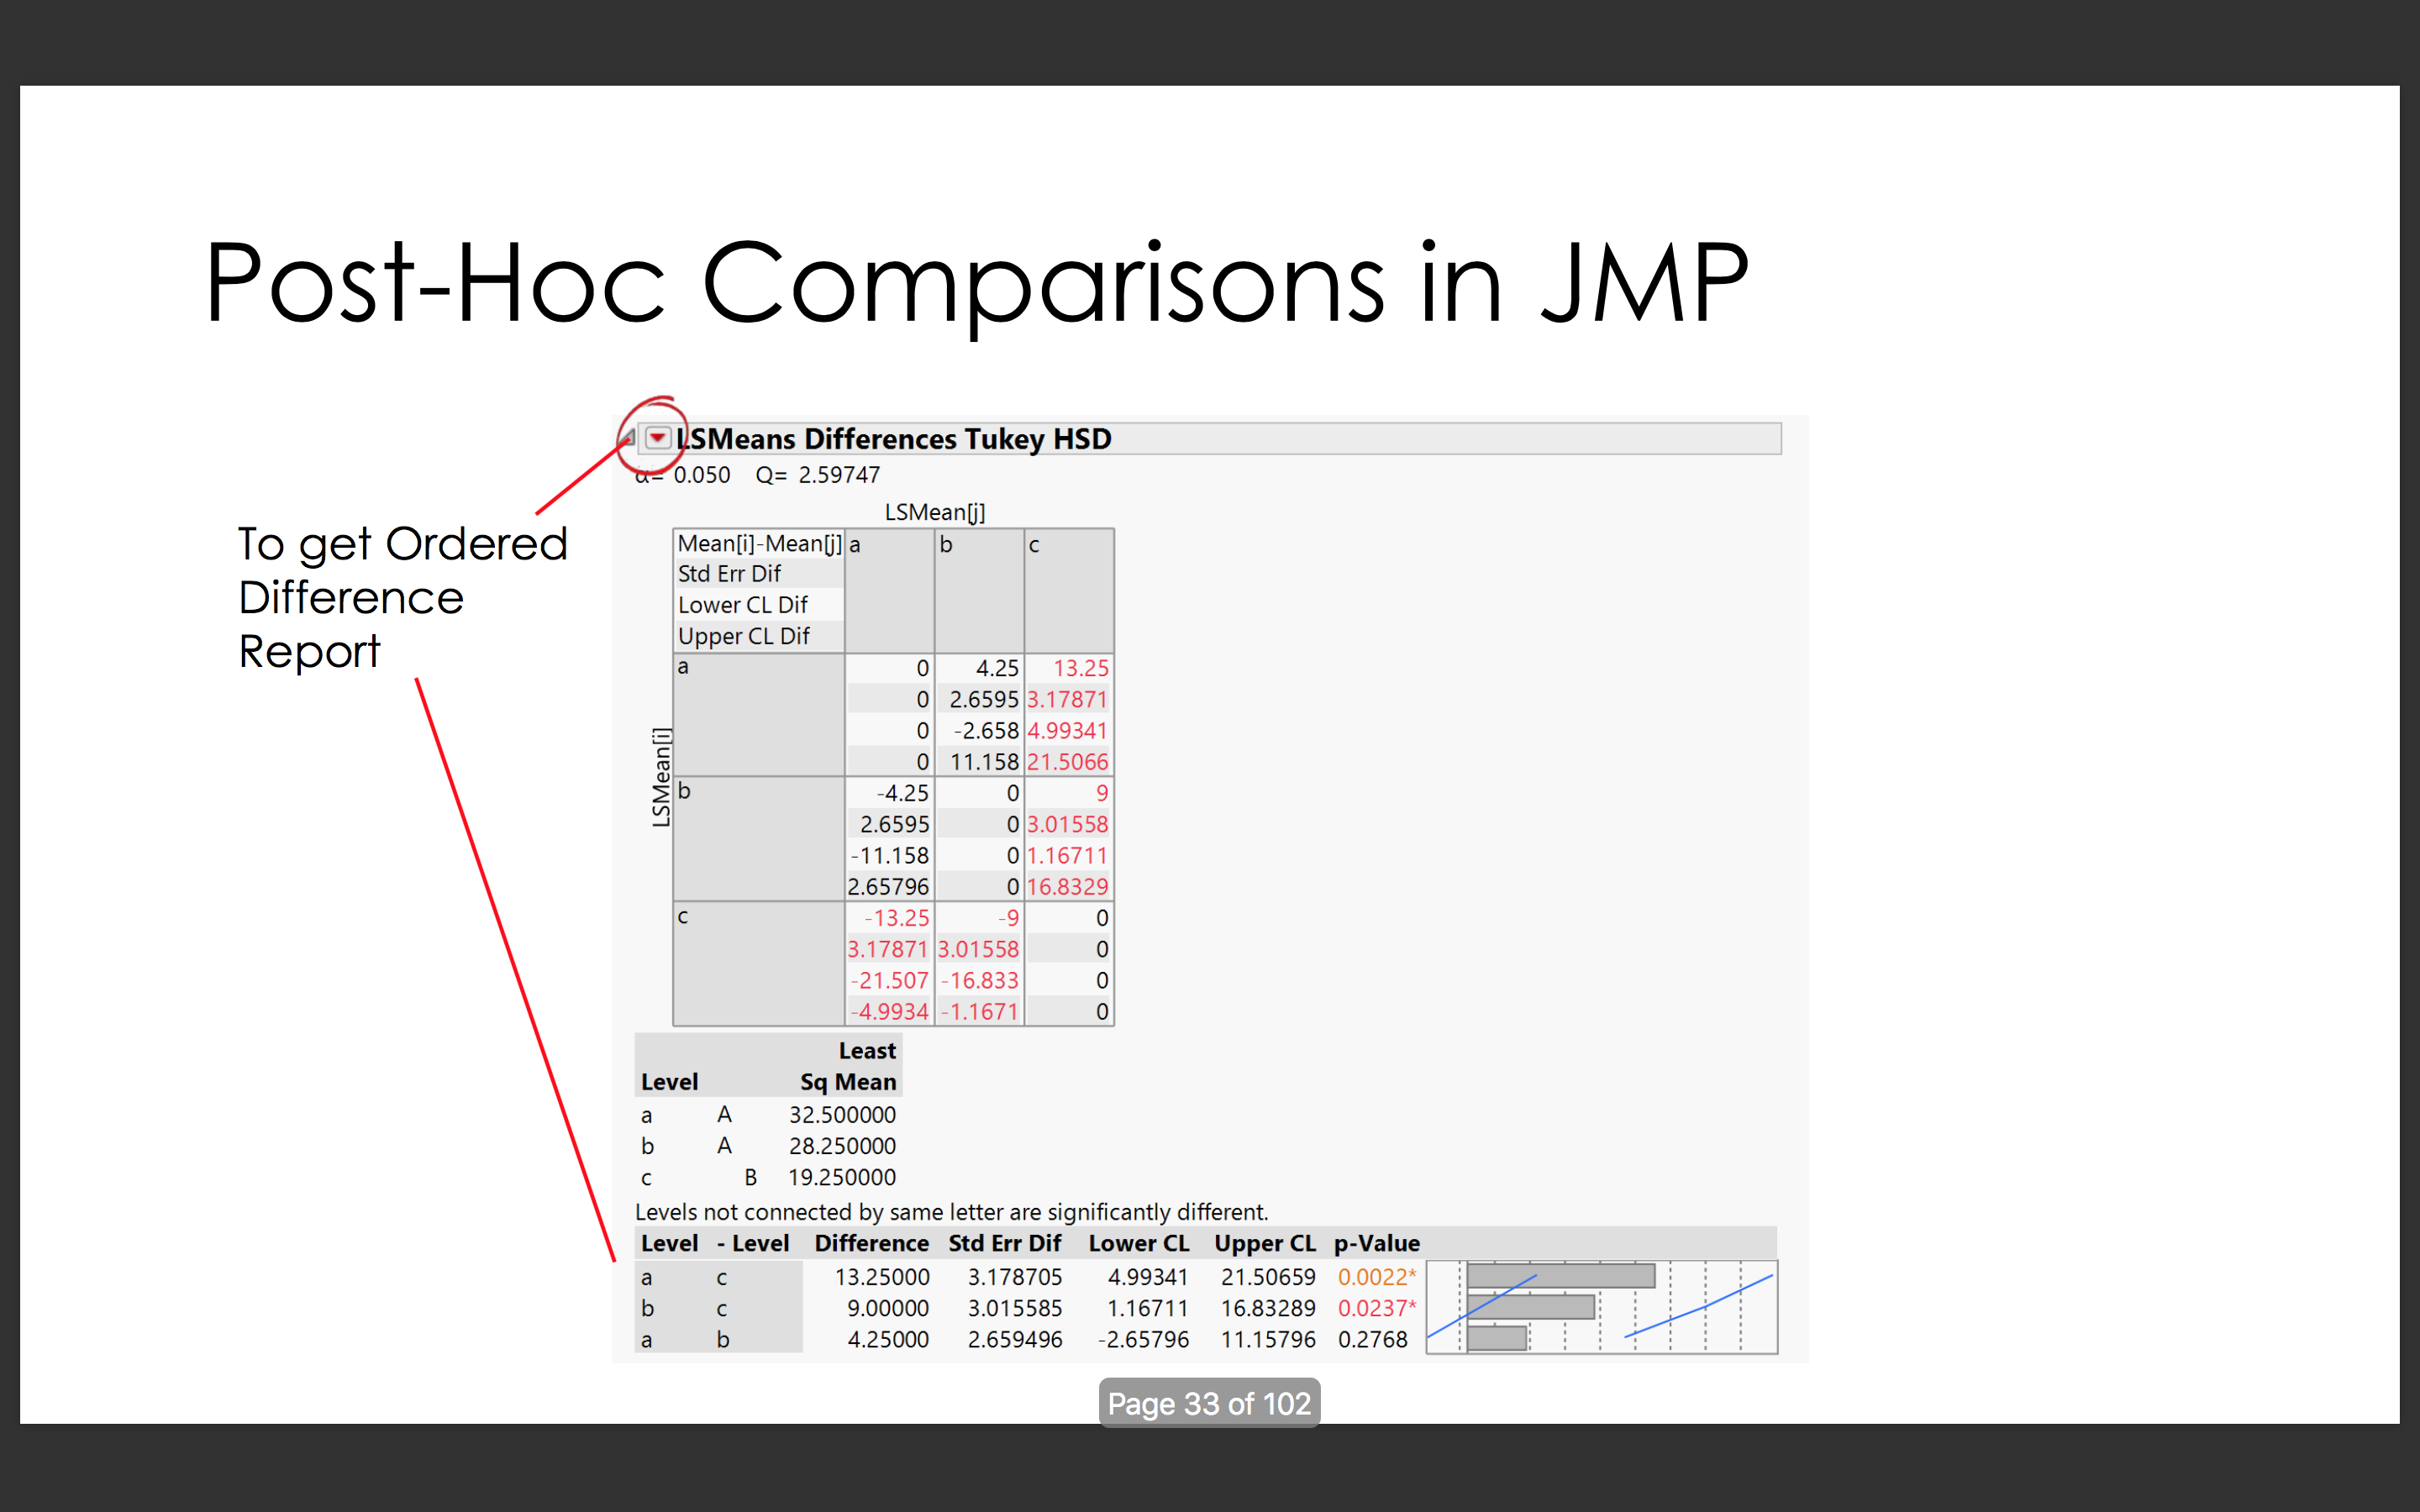 Post-Hoc Comparisons in JMP
To get Ordered
Difference
Report
LSMeans Differences Tukey HSD
α= 0.050 Q= 2.59747
LSMean[j]
Mean[i]-Mean[j] a b c
Std Err Dif
Lower CL Dif
Upper CL Dif
LSMean[i]
a 0 4.25 13.25
0 2.6595 3.17871
0 -2.658 4.99341
0 11.158 21.5066
b -4.25 0 9
2.6595 0 3.01558
-11.158 0 1.16711
2.65796 0 16.8329
c -13.25 -9 0
3.17871 3.01558 0
-21.507 -16.833 0
-4.9934 -1.1671 0
Least
Level Sq Mean
a A 32.500000
b A 28.250000
c B 19.250000
Levels not connected by same letter are significantly different.
Level - Level Difference Std Err Dif Lower CL Upper CL p-Value
a c 13.25000 3.178705 4.99341 21.50659 0.0022*
b c 9.00000 3.015585 1.16711 16.83289 0.0237*
a b 4.25000 2.659496 -2.65796 11.15796 0.2768
Page 33 of 102